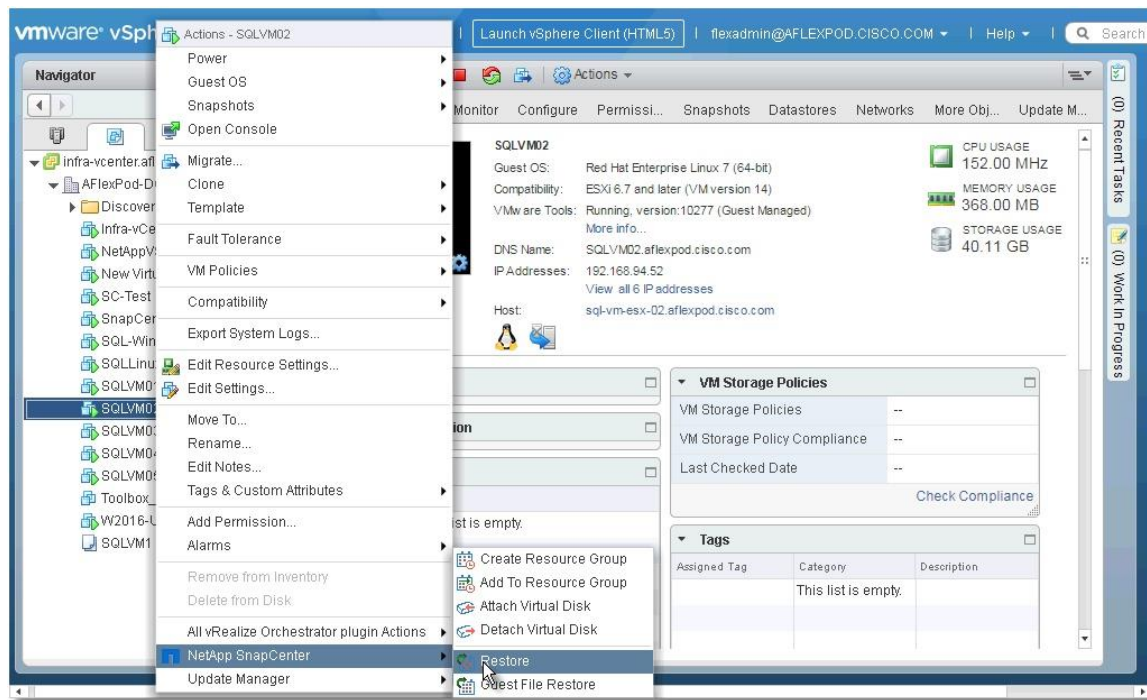 vmware® vSph
Launch vSphere Client (HTML5)
flexadmin@AFLEXPOD.CISCO.COM
Help
Search
Navigator
infra-vcenter.afl
AFlexPod-D
Discover
Infra-vCe
NetAppV
New Virtu
SC-Test
SnapCer
SQL-Win
SQLLinu
SQLVM0
SQLVM02
SQLVM03
SQLVM04
SQLVM05
Toolbox_
W2016-U
SQLVM1
Actions - SQLVM02
Power
Guest OS
Snapshots
Open Console
Migrate...
Clone
Template
Fault Tolerance
VM Policies
Compatibility
Export System Logs...
Edit Resource Settings...
Edit Settings...
Move To...
Rename...
Edit Notes...
Tags & Custom Attributes
Add Permission...
Alarms
Remove from Inventory
Delete from Disk
All vRealize Orchestrator plugin Actions
NetApp SnapCenter
Update Manager
Create Resource Group
Add To Resource Group
Attach Virtual Disk
Detach Virtual Disk
Restore
Guest File Restore
Actions
Monitor Configure Permissi... Snapshots Datastores Networks More Obj... Update M...
SQLVM02
Guest OS: Red Hat Enterprise Linux 7 (64-bit)
Compatibility: ESXi 6.7 and later (VM version 14)
VMware Tools: Running, version:10277 (Guest Managed)
More info...
DNS Name: SQLVM02.aflexpod.cisco.com
IP Addresses: 192.168.94.52
View all 6 IP addresses
Host: sql-vm-esx-02.aflexpod.cisco.com
CPU USAGE
152.00 MHz
MEMORY USAGE
368.00 MB
STORAGE USAGE
40.11 GB
ion
ist is empty.
VM Storage Policies
VM Storage Policies --
VM Storage Policy Compliance --
Last Checked Date --
Check Compliance
Tags
Assigned Tag Category Description
This list is empty.
(0) Recent Tasks
(0) Work In Progress